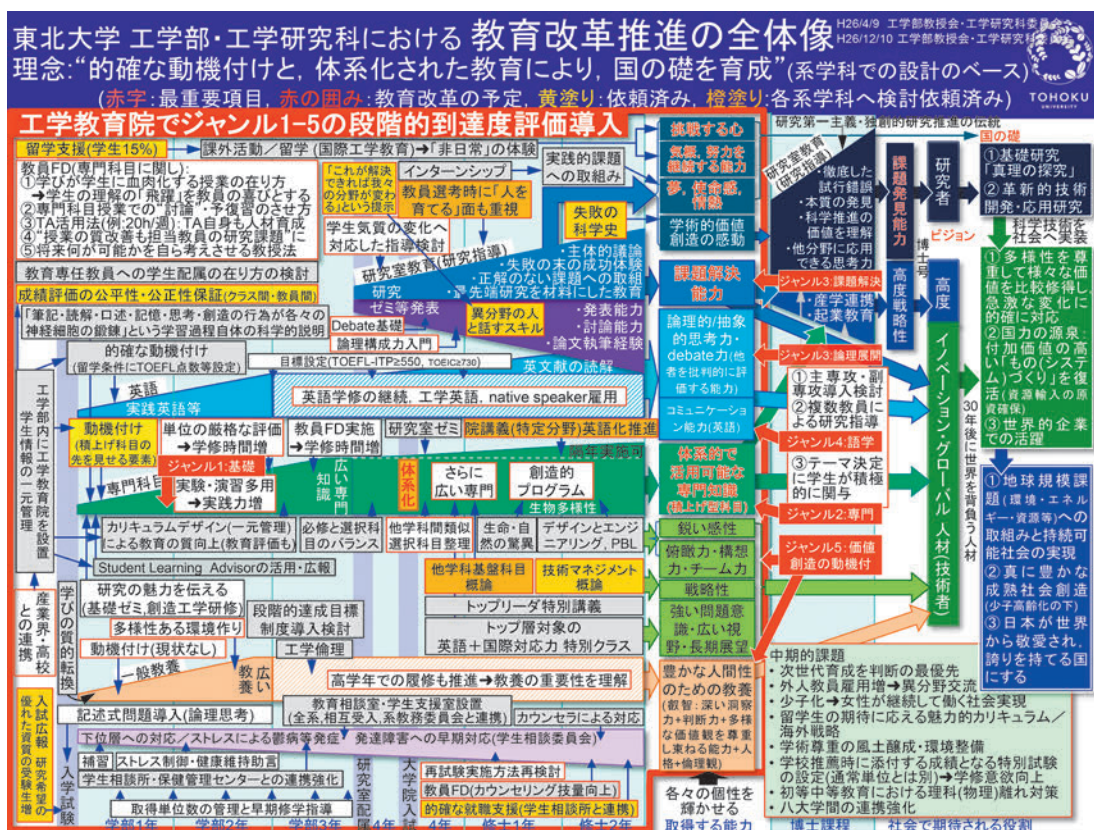 東北大学 工学部・工学研究科における 教育改革推進の全体像
H26/4/9 工学部教授会・工学研究科委員会
H26/12/10 工学部教授会・工学研究科
理念:“的確な動機付けと，体系化された教育により，国の礎を育成”(系学科での設計のベース)
(赤字:最重要項目, 赤の囲み:教育改革の予定, 黄塗り:依頼済み, 橙塗り:各系学科へ検討依頼済み)
TOHOKU
UNIVERSITY
工学教育院でジャンル1-5の段階的到達度評価導入
留学支援(学生15%)
課外活動／留学 (国際工学教育)→「非日常」の体験
教員FD(専門科目に関し):
①学びが学生に血肉化する授業の在り方
→学生の理解の「飛躍」を教員の喜びとする
②専門科目授業での“討論”・予復習のさせ方
③TA活用法(例:20h/週):TA自身も人材育成
④“授業の質改善も担当教員の研究課題”に
⑤将来何が可能かを自ら考えさせる教授法
「これが解決
できれば我々
の分野が変わ
る」という提示
インターンシップ
教員選考時に「人を
育てる」面も重視
実践的課題
への取組み
学生気質の変化へ
対応した指導検討
失敗の
科学史
教育専任教員への学生配属の在り方の検討
成績評価の公平性・公正性保証(クラス間・教員間)
「筆記・読解・口述・記憶・思考・創造の行為が各々の
神経細胞の鍛錬」という学習過程自体の科学的説明
研究室教育(研究指導)
・主体的議論
・失敗の末の成功体験
・正解のない課題への取組
・最先端研究を材料にした教育
研究
ゼミ等発表
Debate基礎
論理構成力入門
異分野の人
と話すスキル
・発表能力
・討論能力
・論文執筆経験
的確な動機付け
(留学条件にTOEFL点数等設定)
目標設定(TOEFL-ITP≥550, TOEIC≥730)
英文献の読解
英語
実践英語等
英語学修の継続，工学英語，native speaker雇用
工学部内に工学教育院を設置
学生情報の一元管理
動機付け
(積上げ科目の
先を見せる要素)
単位の厳格な評価
→学修時間増
教員FD実施
→学修時間増
研究室ゼミ
院講義(特定分野)英語化推進
隔年実施可
ジャンル1:基礎
専門科目
実験・演習多用
→実践力増
広い専門
知識
体系化
さらに
広い専門
創造的
プログラム
生物多様性
カリキュラムデザイン(一元管理)
による教育の質向上(教育評価も)
必修と選択科
目のバランス
他学科間類似
選択科目整理
生命・自
然の驚異
デザインとエンジ
ニアリング, PBL
Student Learning Advisorの活用・広報
他学科基盤科目
概論
技術マネジメント
概論
産業界・高校
との連携
学びの質的転換
研究の魅力を伝える
(基礎ゼミ,創造工学研修)
多様性ある環境作り
動機付け(現状なし)
段階的達成目標
制度導入検討
工学倫理
トップリーダ特別講義
トップ層対象の
英語＋国際対応力 特別クラス
一般教養
広い
教養
高学年での履修も推進→教養の重要性を理解
入試広報 研究希望の
優れた資質の受験生増
入学試験
記述式問題導入(論理思考)
教育相談室・学生支援室設置
(全系,相互受入,系教務委員会と連携)
カウンセラによる対応
下位層への対応／ストレスによる鬱病等発症 発達障害への早期対応(学生相談委員会)
補習
ストレス制御・健康維持助言
学生相談所・保健管理センターとの連携強化
取得単位数の管理と早期修学指導
研究室配属
大学院入試
再試験実施方法再検討
教員FD(カウンセリング技量向上)
的確な就職支援(学生相談所と連携)
学部1年
学部2年
学部3年
4年
4年
修士1年
修士2年
挑戦する心
気概, 努力を
継続する能力
夢, 使命感,
情熱
学術的価値
創造の感動
課題解決
能力
論理的/抽象
的思考力・
debate力(他
者を批判的に評
価する能力)
コミュニケーショ
ン能力(英語)
体系的で
活用可能な
専門知識
(積上げ型科目)
鋭い感性
俯瞰力・構想
力・チーム力
戦略性
強い問題意
識・広い視
野・長期展望
豊かな人間性
のための教養
(叡智:深い洞察
力＋判断力＋多様
な価値観を尊重
し束ねる能力＋人
格＋倫理観)
各々の個性を
輝かせる
取得する能力
研究第一主義・独創的研究推進の伝統
研究室教育
(研究指導)
・徹底した
試行錯誤
・本質の発見
・科学推進の
価値を理解
・他分野に応用
できる思考力
ジャンル3:課題解決
・産学連携
・起業教育
ジャンル3:論理展開
①主専攻・副
専攻導入検討
②複数教員に
よる研究指導
ジャンル4:語学
③テーマ決定
に学生が積極
的に関与
ジャンル2:専門
ジャンル5:価値
創造の動機付
課題発見能力
高度戦略性
博士号
研究者
ビジョン
高度
イノベーション・グローバル 人材(技術者)
30年後に世界を背負う人材
国の礎
①基礎研究
「真理の探究」
②革新的技術
開発・応用研究
科学技術を
社会へ実装
①多様性を尊
重して様々な価
値を比較修得し,
急激な変化に
的確に対応
②国力の源泉:
付加価値の高
い「もの(システ
ム)づくり」を復
活(資源輸入の原
資確保)
③世界的企業
での活躍
①地球規模課
題(環境・エネル
ギー・資源等)への
取組みと持続可
能社会の実現
②真に豊かな
成熟社会創造
(少子高齢化の下)
③日本が世界
から敬愛され,
誇りを持てる国
にする
中期的課題
・次世代育成を判断の最優先
・外人教員雇用増→異分野交流
・少子化→女性が継続して働く社会実現
・留学生の期待に応える魅力的カリキュラム／
海外戦略
・学術尊重の風土醸成・環境整備
・学校推薦時に添付する成績となる特別試験
の設定(通常単位とは別)→学修意欲向上
・初等中等教育における理科(物理)離れ対策
・八大学間の連携強化
博士課程
社会で期待される役割